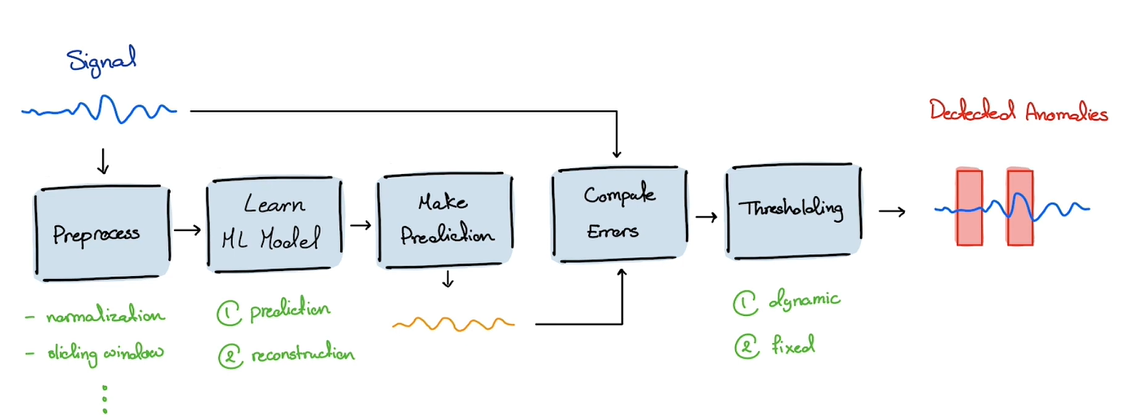 Signal
Detected Anomalies
Preprocess
Learn
ML Model
Make
Prediction
Compute
Errors
Thresholding
- normalization
- sliding window
① prediction
② reconstruction
① dynamic
② fixed